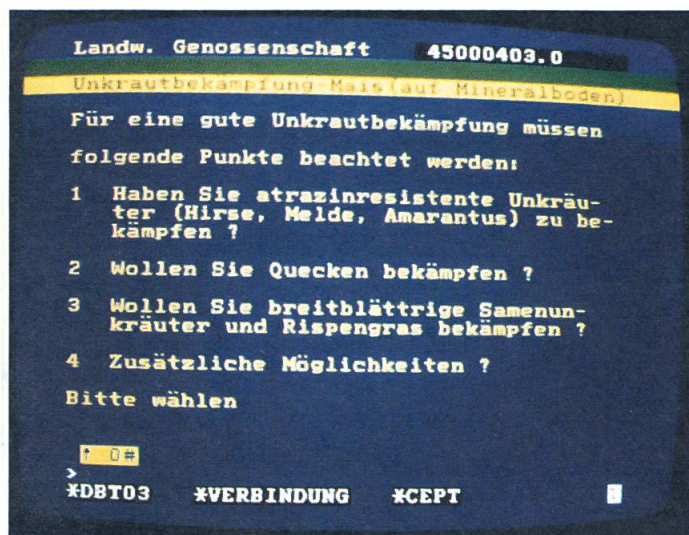 Landw. Genossenschaft 45000403.0
Unkrautbekämpfung-Mais(auf Mineralboden)
Für eine gute Unkrautbekämpfung müssen
folgende Punkte beachtet werden:
1 Haben Sie atrazinresistente Unkräu-
ter (Hirse, Melde, Amarantus) zu be-
kämpfen ?
2 Wollen Sie Quecken bekämpfen ?
3 Wollen Sie breitblättrige Samenun-
kräuter und Rispengras bekämpfen ?
4 Zusätzliche Möglichkeiten ?
Bitte wählen
↑ 0#
>
*DBT03 *VERBINDUNG *CEPT